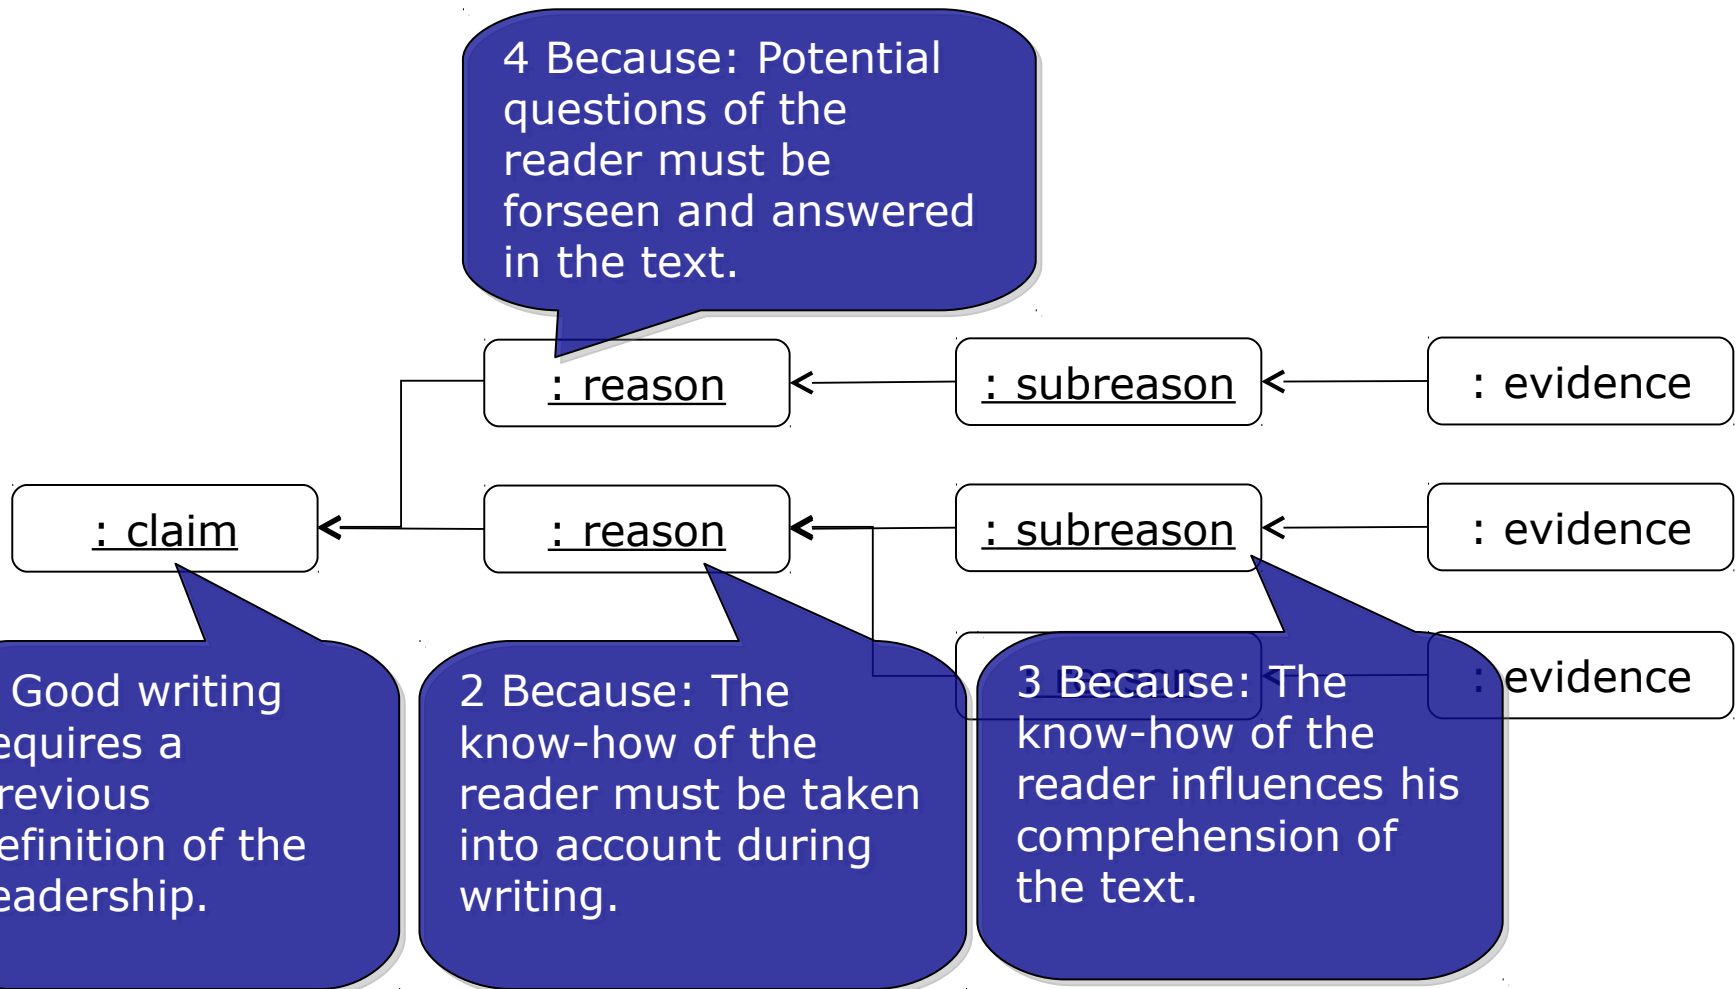 4 Because: Potential
questions of the
reader must be
forseen and answered
in the text.
: reason
: subreason
: evidence
: claim
: reason
: subreason
: evidence
Good writing
equires a
revious
efinition of the
eadership.
2 Because: The
know-how of the
reader must be taken
into account during
writing.
: reason
3 Because: The
know-how of the
reader influences his
comprehension of
the text.
: evidence